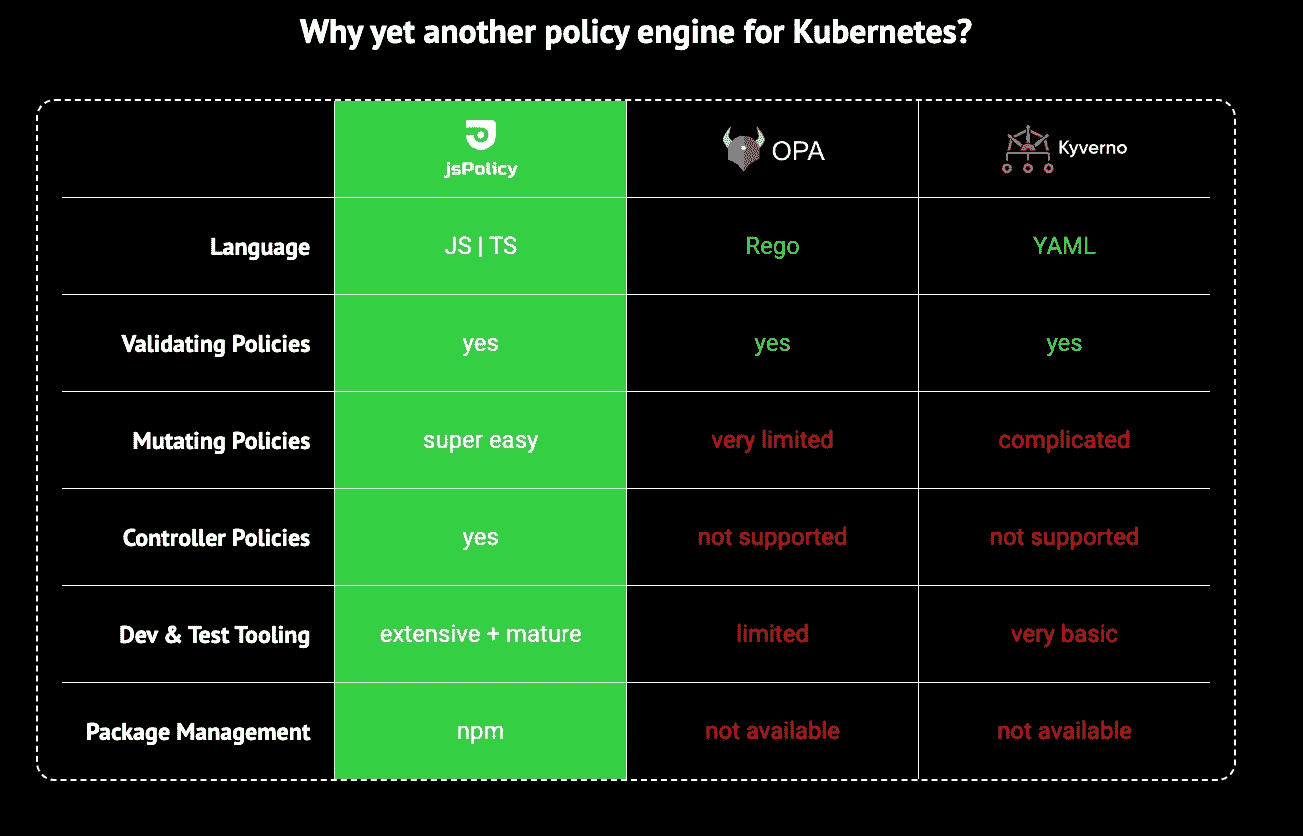 Why yet another policy engine for Kubernetes?
jsPolicy OPA Kyverno
Language JS | TS Rego YAML
Validating Policies yes yes yes
Mutating Policies super easy very limited complicated
Controller Policies yes not supported not supported
Dev & Test Tooling extensive + mature limited very basic
Package Management npm not available not available